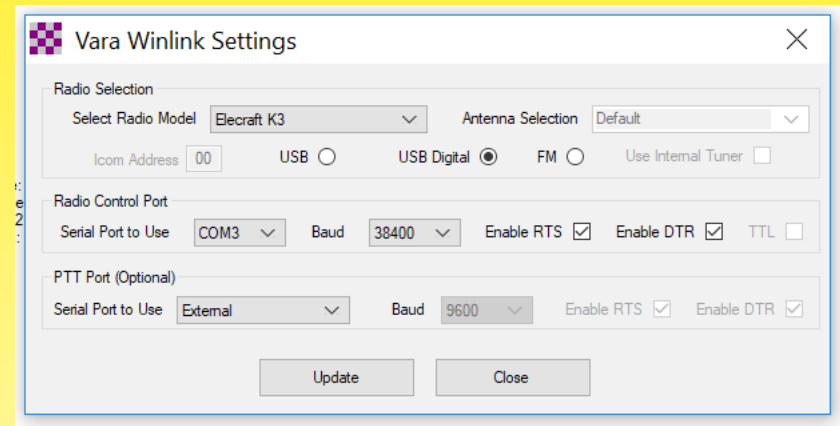 Vara Winlink Settings
Radio Selection
Select Radio Model Elecraft K3 Antenna Selection Default
Icom Address 00 USB USB Digital FM Use Internal Tuner
Radio Control Port
Serial Port to Use COM3 Baud 38400 Enable RTS Enable DTR TTL
PTT Port (Optional)
Serial Port to Use External Baud 9600 Enable RTS Enable DTR
Update Close